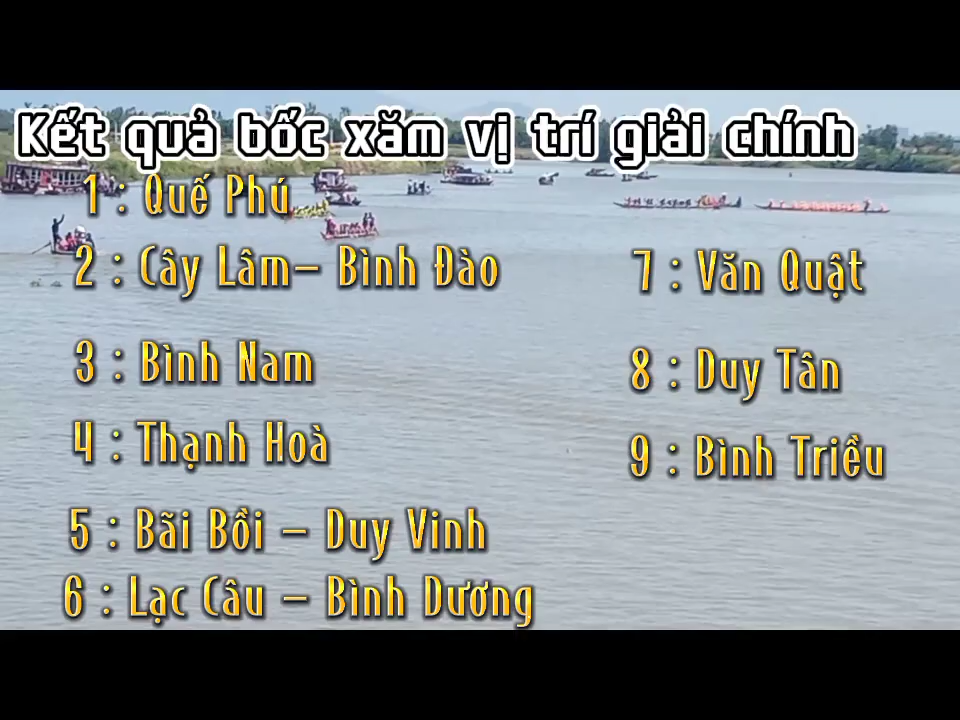 Kết quả bốc xăm vị trí giải chính
1 : Quế Phú
2 : Cây Lâm- Bình Đào
3 : Bình Nam
4 : Thạnh Hoà
5 : Bãi Bồi - Duy Vinh
6 : Lạc Câu - Bình Dương
7 : Văn Quật
8 : Duy Tân
9 : Bình Triều